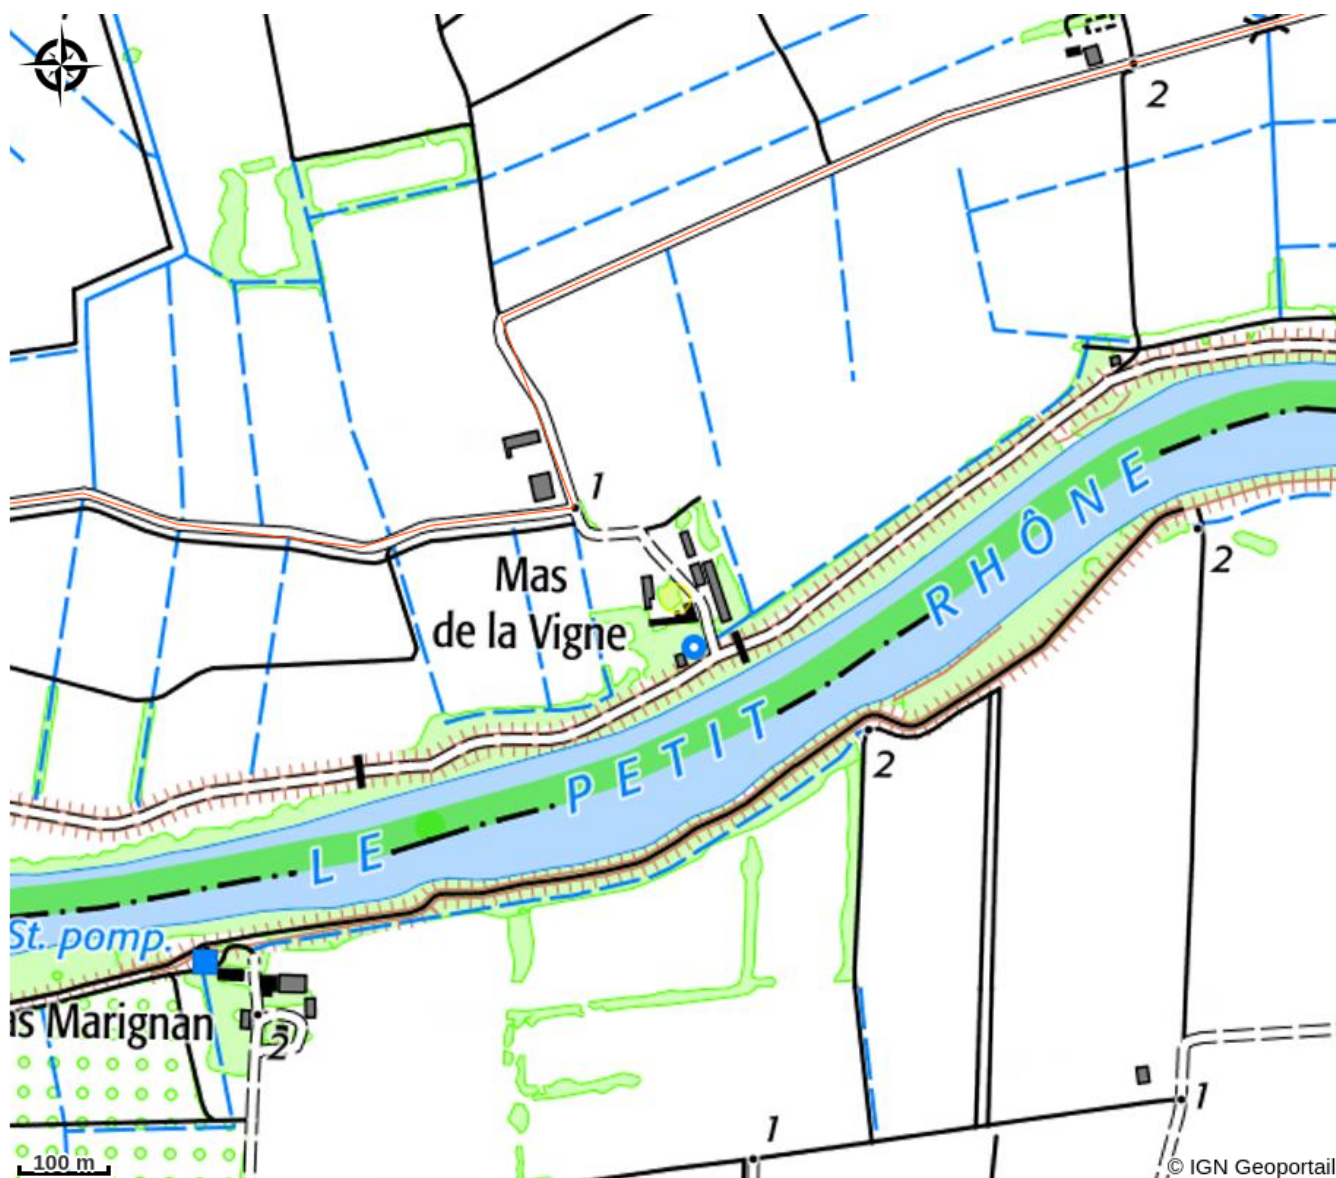 2
1
Mas
de la Vigne
RHÔNE
2
LE PETIT
2
St. pomp.
as Marignan
2
1
1
100 m
© IGN Geoportail